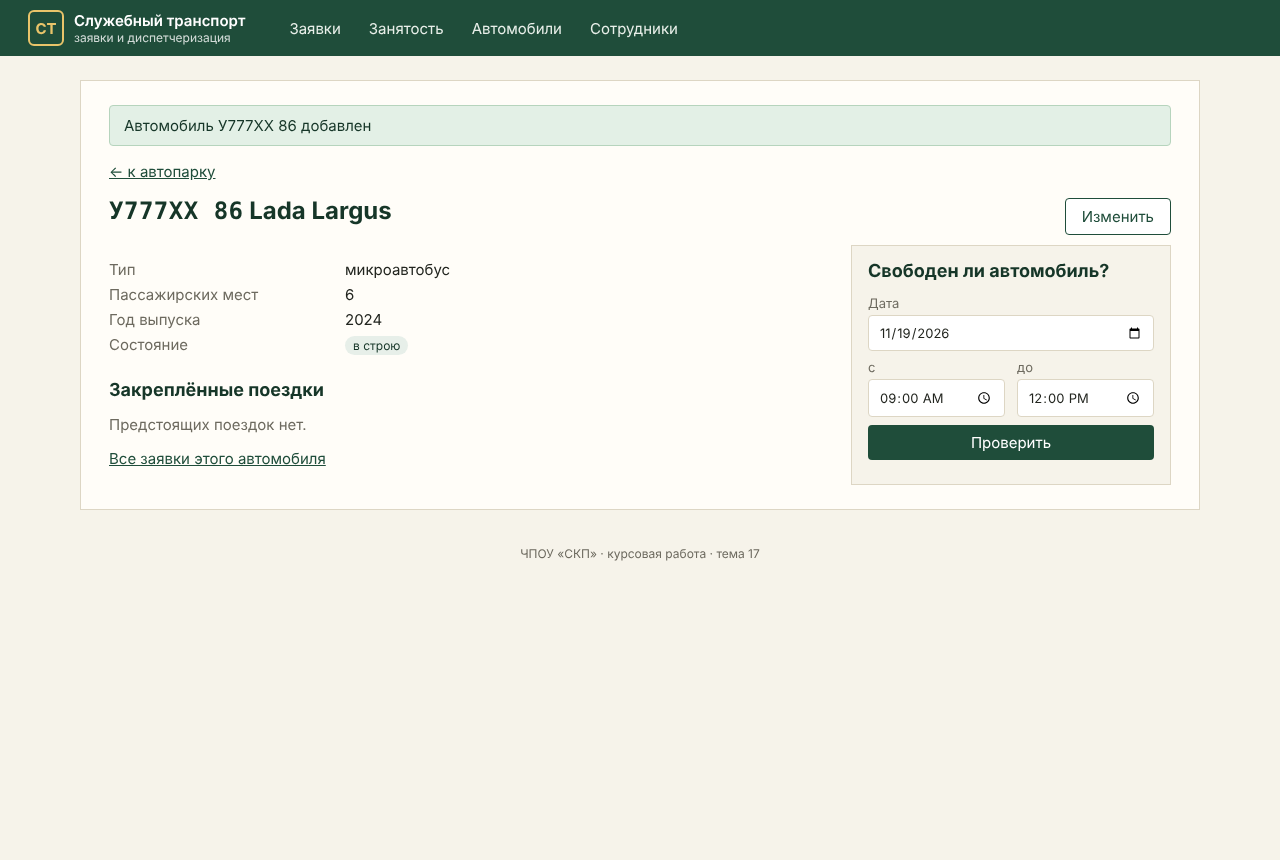 СТ
Служебный транспорт
заявки и диспетчеризация
Заявки
Занятость
Автомобили
Сотрудники
Автомобиль У777ХХ 86 добавлен
← к автопарку
У777ХХ 86 Lada Largus
Изменить
Тип
микроавтобус
Пассажирских мест
6
Год выпуска
2024
Состояние
в строю
Закреплённые поездки
Предстоящих поездок нет.
Все заявки этого автомобиля
Свободен ли автомобиль?
Дата
11/19/2026
с
до
09:00 AM
12:00 PM
Проверить
ЧПОУ «СКП» · курсовая работа · тема 17